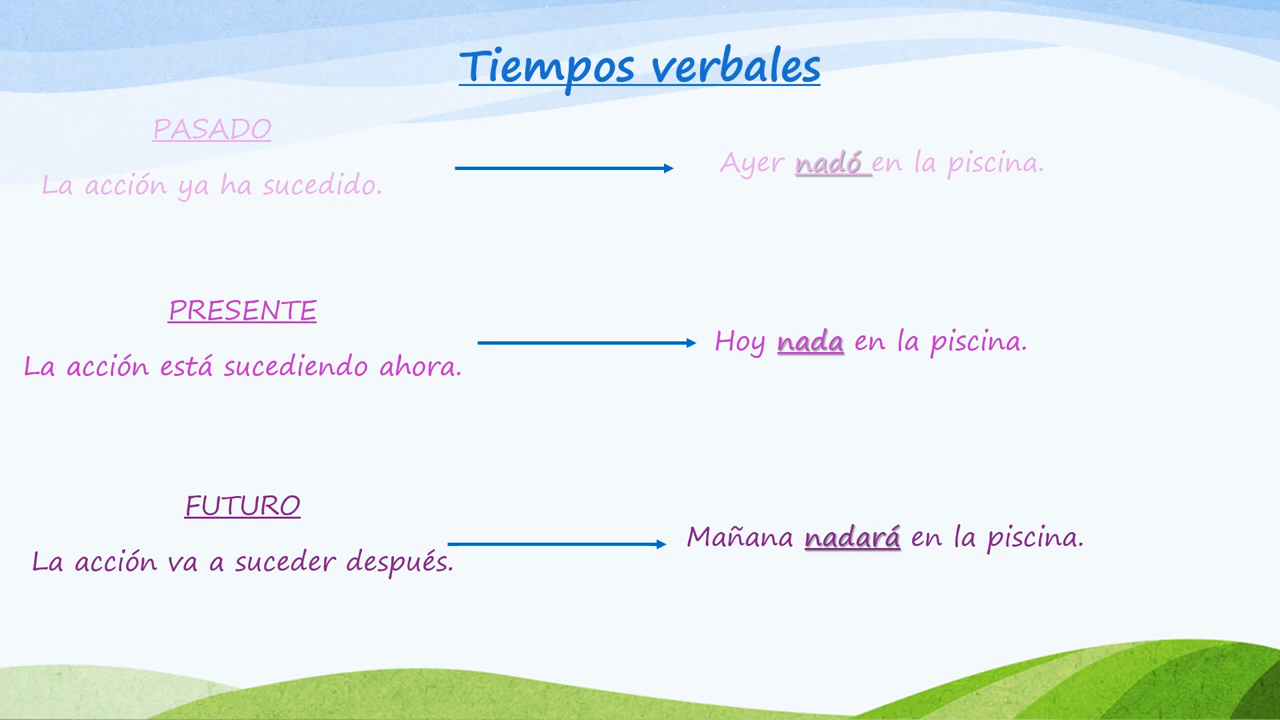 Tiempos verbales
PASADO
La acción ya ha sucedido.
Ayer nadó en la piscina.
PRESENTE
La acción está sucediendo ahora.
Hoy nada en la piscina.
FUTURO
La acción va a suceder después.
Mañana nadará en la piscina.